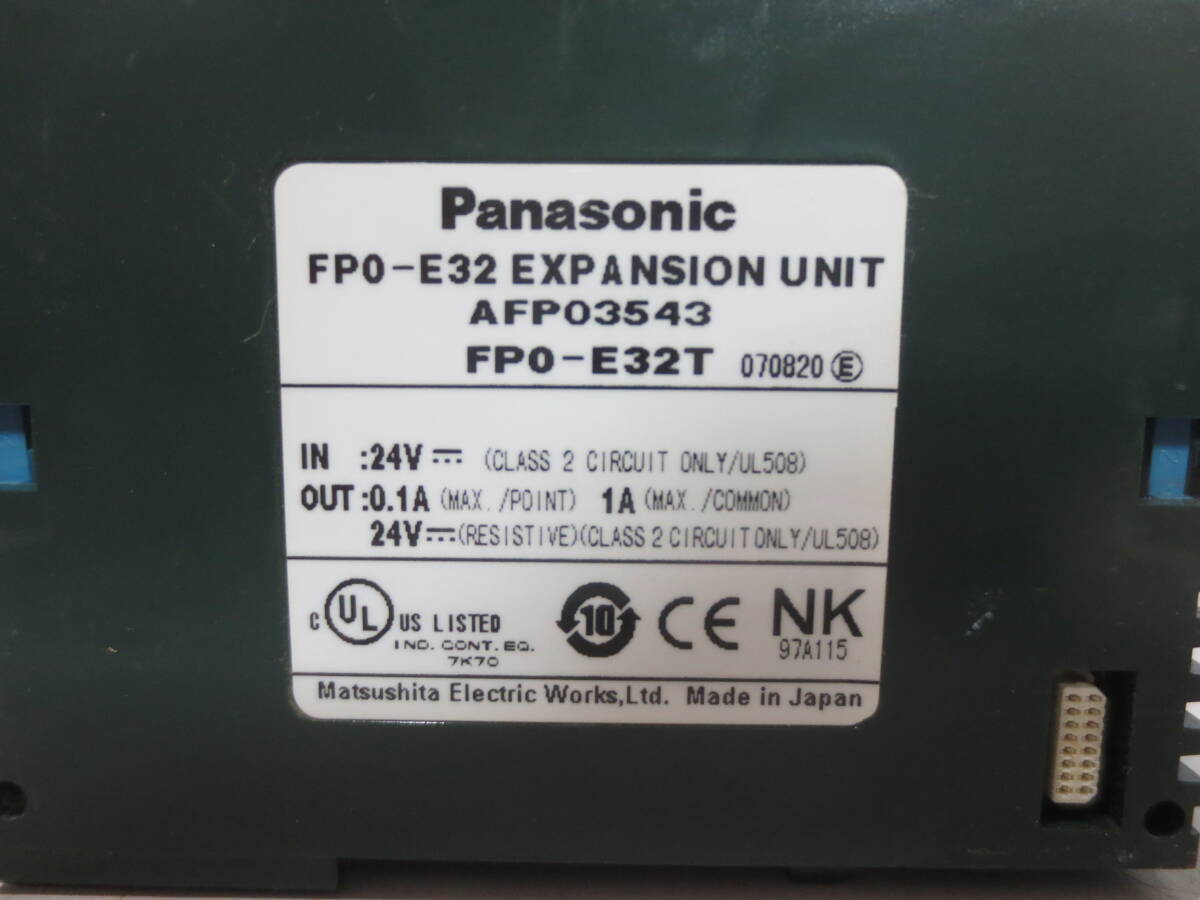 Panasonic
FP0-E32 EXPANSION UNIT
AFP03543
FP0-E32T 070820 Ⓔ
IN :24V ⎓ (CLASS 2 CIRCUIT ONLY/UL508)
OUT:0.1A (MAX./POINT) 1A (MAX./COMMON)
24V⎓(RESISTIVE)(CLASS 2 CIRCUIT ONLY/UL508)
C UL US LISTED 10 CE NK
IND. CONT. EQ. 97A115
7K70
Matsushita Electric Works,Ltd. Made in Japan